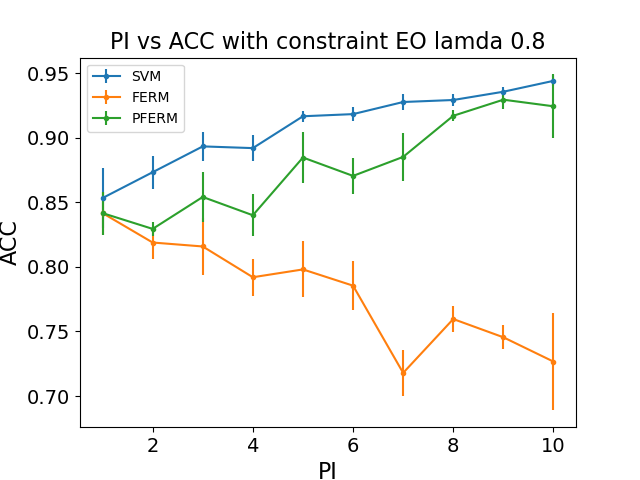 PI vs ACC with constraint EO lamda 0.8
SVM
FERM
PFERM
ACC
0.95
0.90
0.85
0.80
0.75
0.70
2 4 6 8 10
PI